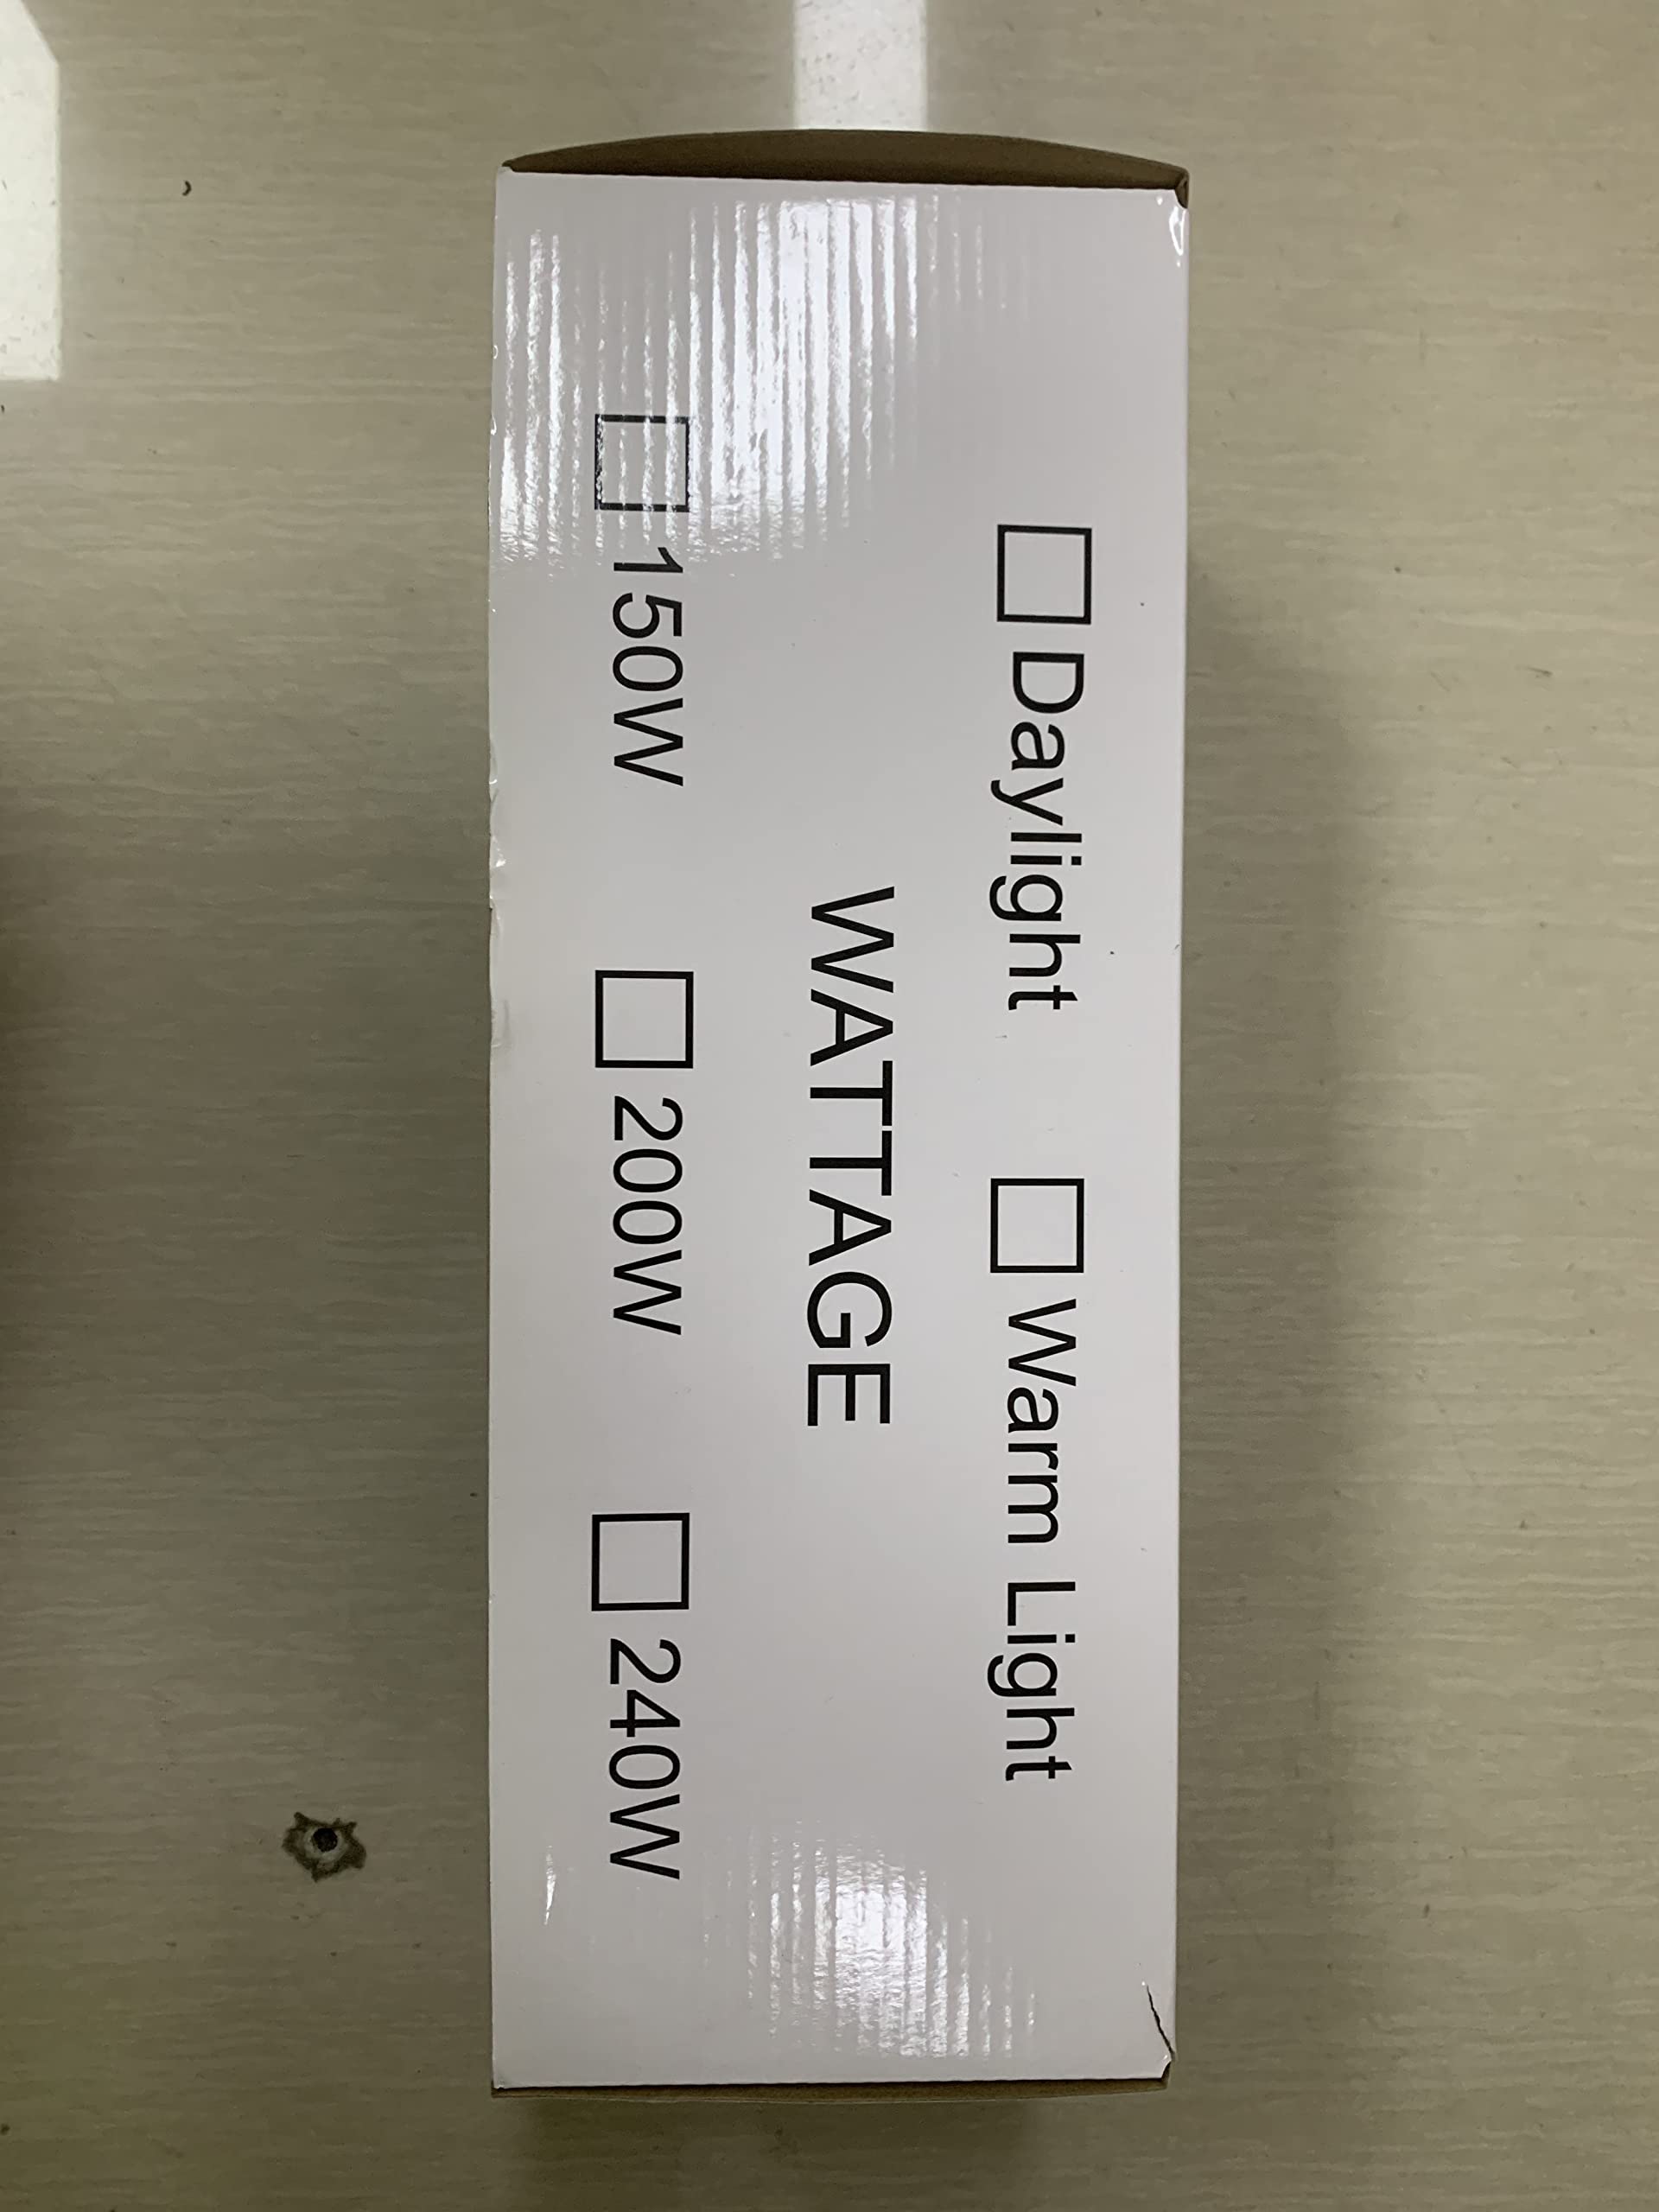 ☐ Daylight ☐ Warm Light
WATTAGE
☐ 150W ☐ 200W ☐ 240W